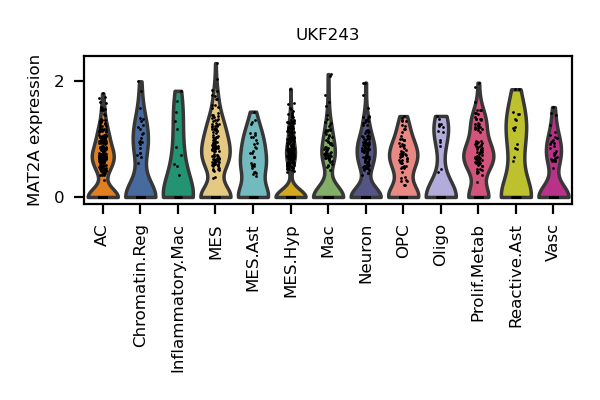 UKF243
MAT2A expression
2
0
AC
Chromatin.Reg
Inflammatory.Mac
MES
MES.Ast
MES.Hyp
Mac
Neuron
OPC
Oligo
Prolif.Metab
Reactive.Ast
Vasc